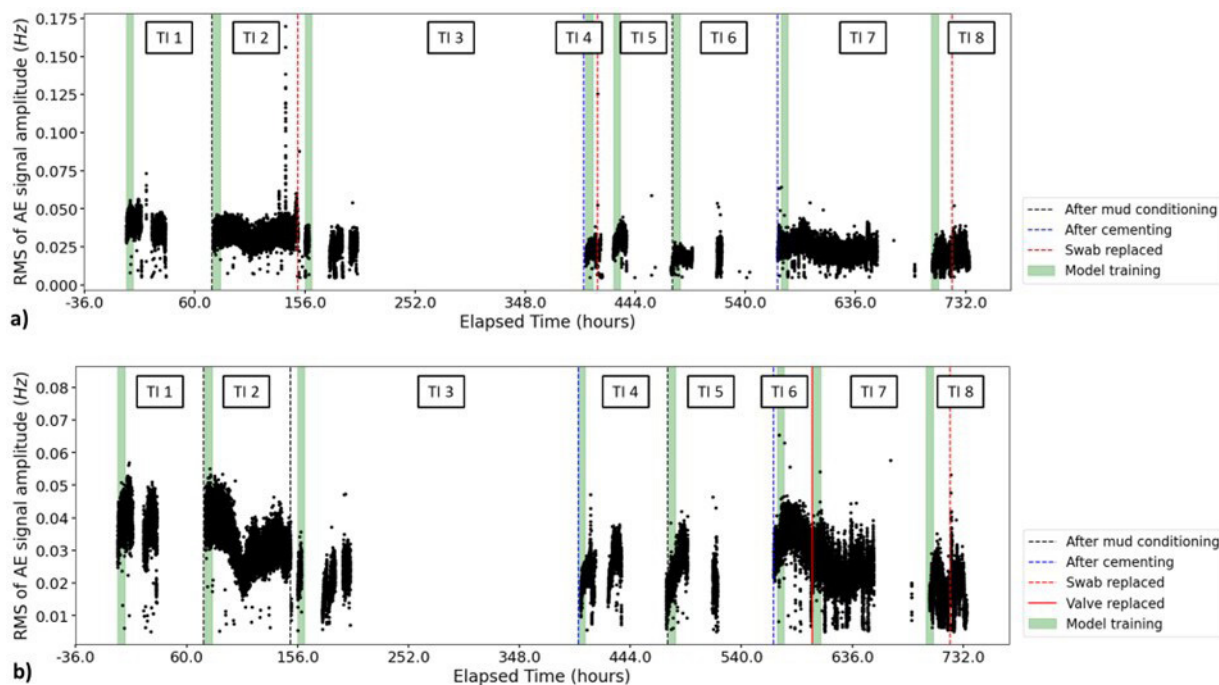 TI 1 TI 2 TI 3 TI 4 TI 5 TI 6 TI 7 TI 8
RMS of AE signal amplitude (Hz)
0.175
0.150
0.125
0.100
0.075
0.050
0.025
0.000
-36.0 60.0 156.0 252.0 348.0 444.0 540.0 636.0 732.0
Elapsed Time (hours)
a)
After mud conditioning
After cementing
Swab replaced
Model training
TI 1 TI 2 TI 3 TI 4 TI 5 TI 6 TI 7 TI 8
RMS of AE signal amplitude (Hz)
0.08
0.07
0.06
0.05
0.04
0.03
0.02
0.01
-36.0 60.0 156.0 252.0 348.0 444.0 540.0 636.0 732.0
Elapsed Time (hours)
b)
After mud conditioning
After cementing
Swab replaced
Valve replaced
Model training